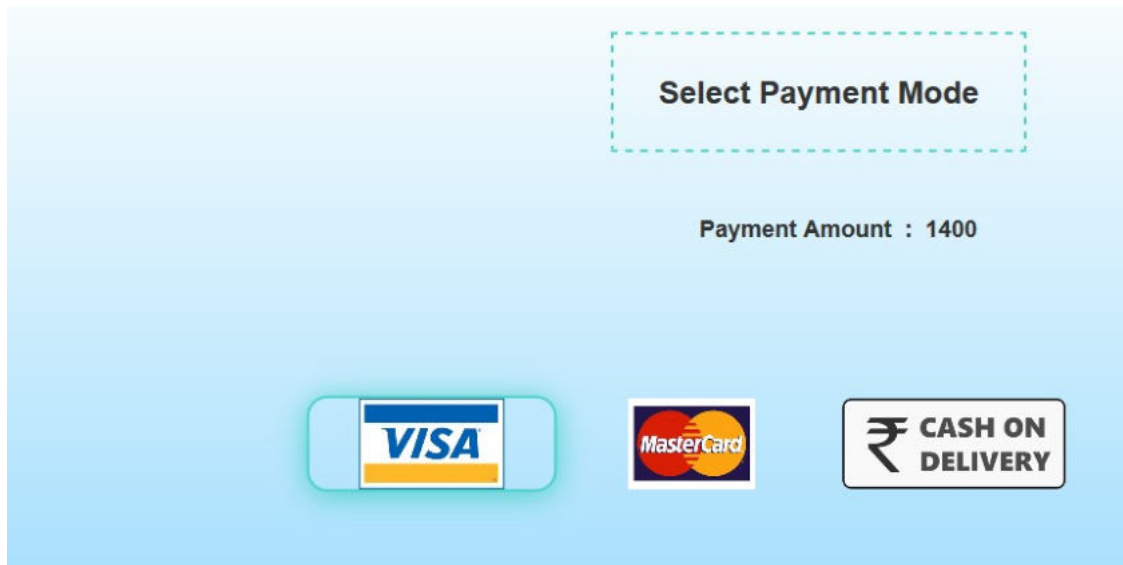 Select Payment Mode
Payment Amount : 1400
VISA
MasterCard
₹ CASH ON
DELIVERY